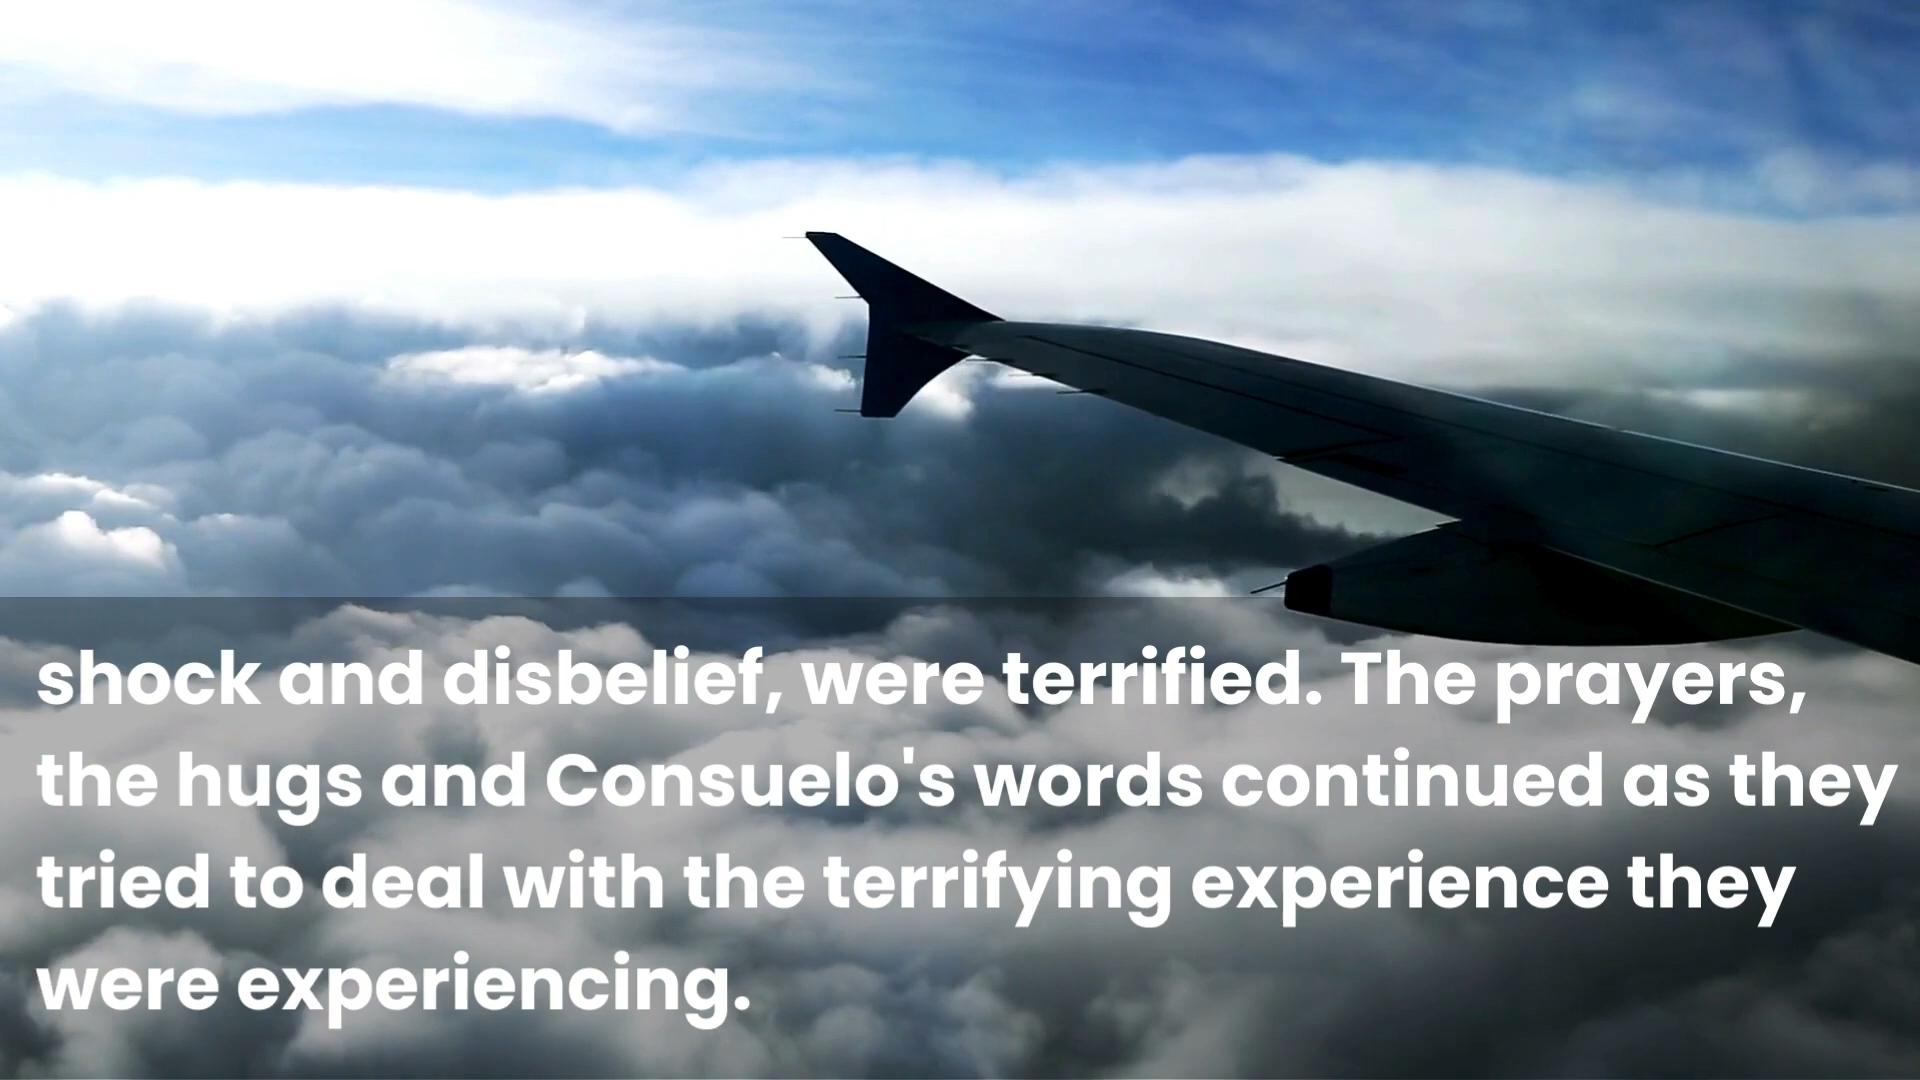 shock and disbelief, were terrified. The prayers,
the hugs and Consuelo's words continued as they
tried to deal with the terrifying experience they
were experiencing.